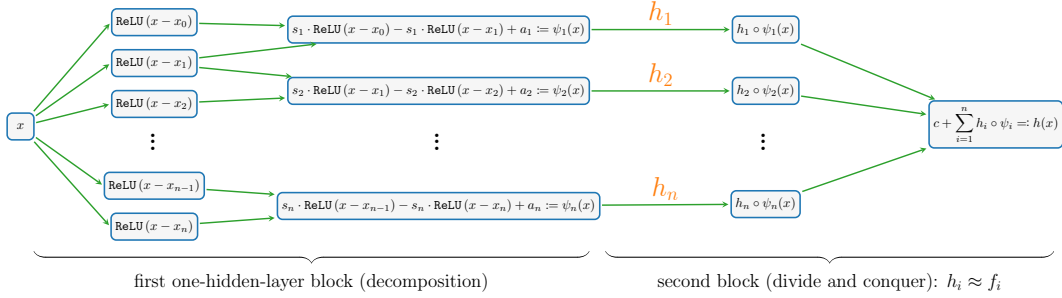 ReLU(x − x₀)
s₁ · ReLU(x − x₀) − s₁ · ReLU(x − x₁) + a₁ ≔ ψ₁(x)
h₁
h₁ ∘ ψ₁(x)
ReLU(x − x₁)
s₂ · ReLU(x − x₁) − s₂ · ReLU(x − x₂) + a₂ ≔ ψ₂(x)
h₂
h₂ ∘ ψ₂(x)
ReLU(x − x₂)
x
c + ∑ᵢ₌₁ⁿ hᵢ ∘ ψᵢ ≕ h(x)
⋮ ⋮ ⋮
ReLU(x − xₙ₋₁)
sₙ · ReLU(x − xₙ₋₁) − sₙ · ReLU(x − xₙ) + aₙ ≔ ψₙ(x)
hₙ
hₙ ∘ ψₙ(x)
ReLU(x − xₙ)
first one-hidden-layer block (decomposition)
second block (divide and conquer): hᵢ ≈ fᵢ